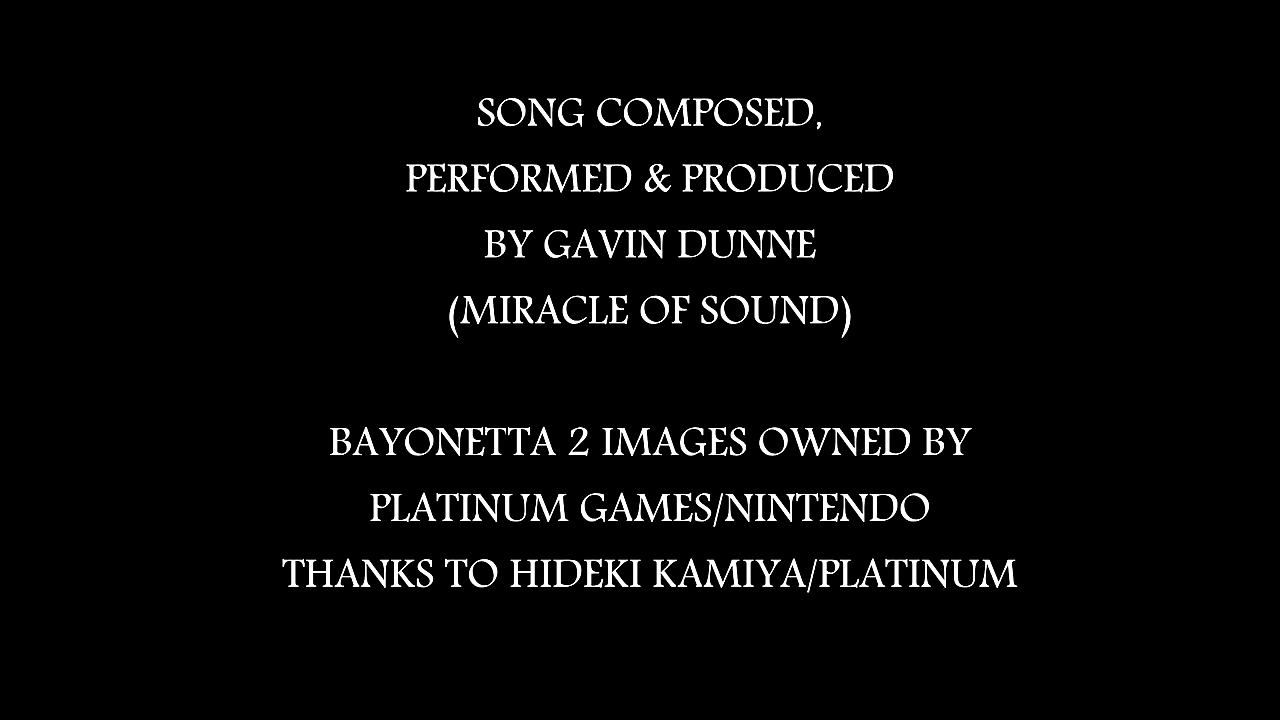 SONG COMPOSED,
PERFORMED & PRODUCED
BY GAVIN DUNNE
(MIRACLE OF SOUND)
BAYONETTA 2 IMAGES OWNED BY
PLATINUM GAMES/NINTENDO
THANKS TO HIDEKI KAMIYA/PLATINUM